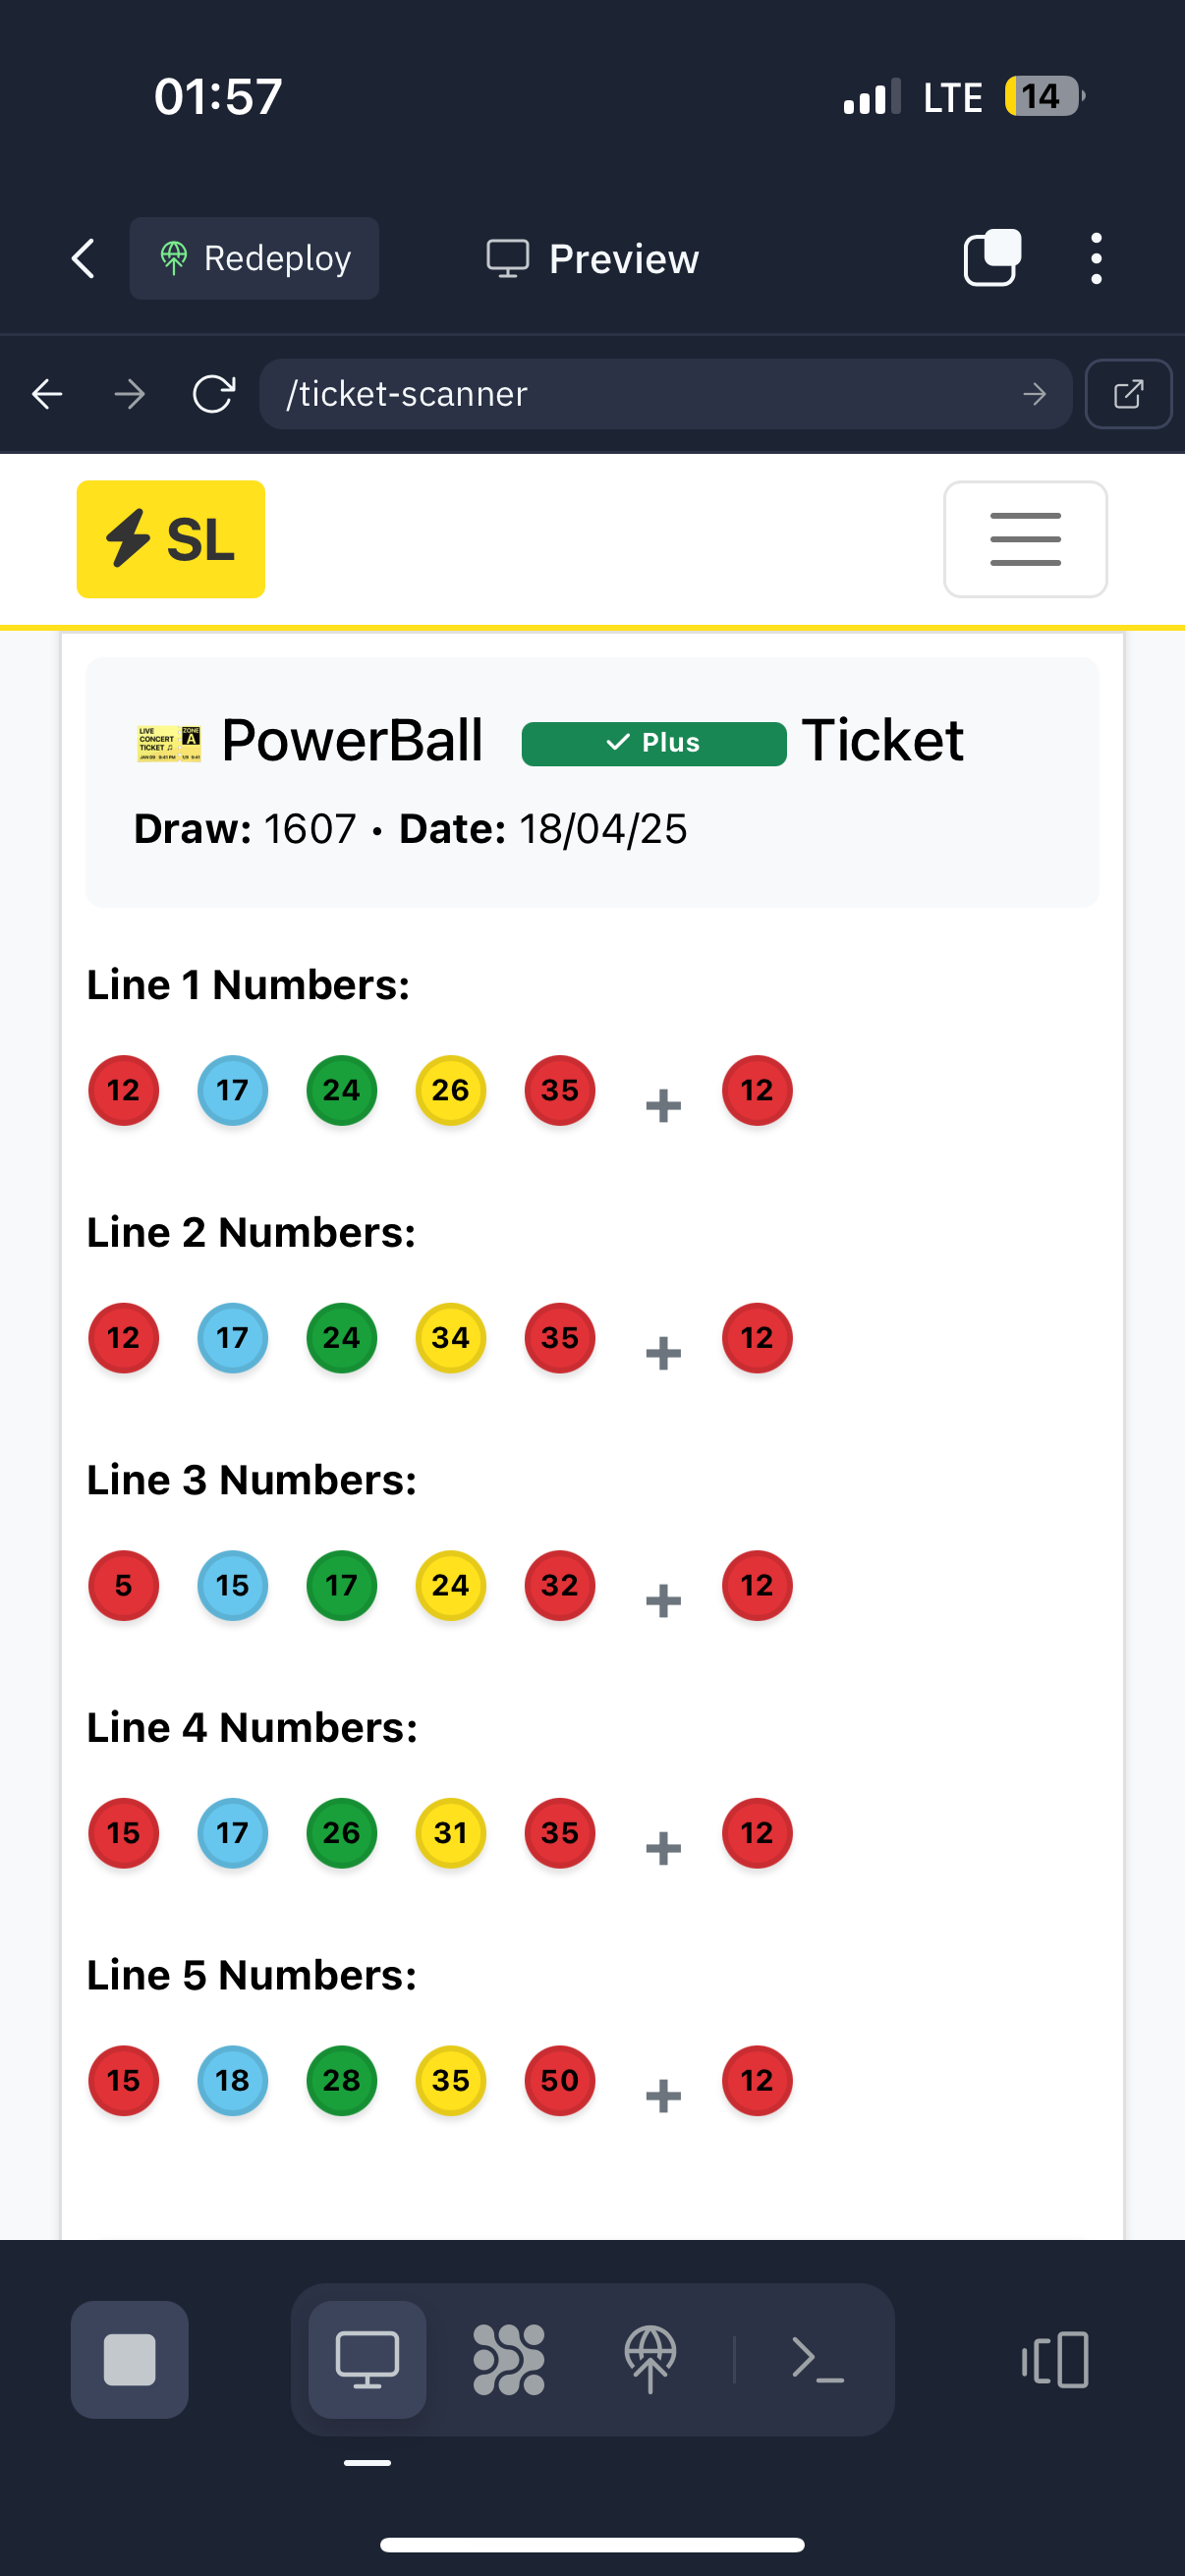 01:57 LTE 14
Redeploy Preview
/ticket-scanner
SL
LIVE CONCERT TICKET ZONE A
PowerBall Plus Ticket
Draw: 1607 • Date: 18/04/25
Line 1 Numbers:
12 17 24 26 35 + 12
Line 2 Numbers:
12 17 24 34 35 + 12
Line 3 Numbers:
5 15 17 24 32 + 12
Line 4 Numbers:
15 17 26 31 35 + 12
Line 5 Numbers:
15 18 28 35 50 + 12